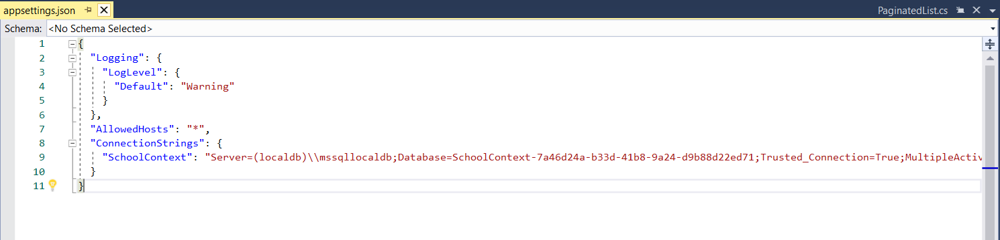 appsettings.json
PaginatedList.cs
Schema: <No Schema Selected>
1 {
2 "Logging": {
3 "LogLevel": {
4 "Default": "Warning"
5 }
6 },
7 "AllowedHosts": "*",
8 "ConnectionStrings": {
9 "SchoolContext": "Server=(localdb)\\mssqllocaldb;Database=SchoolContext-7a46d24a-b33d-41b8-9a24-d9b88d22ed71;Trusted_Connection=True;MultipleActiv
10 }
11 }